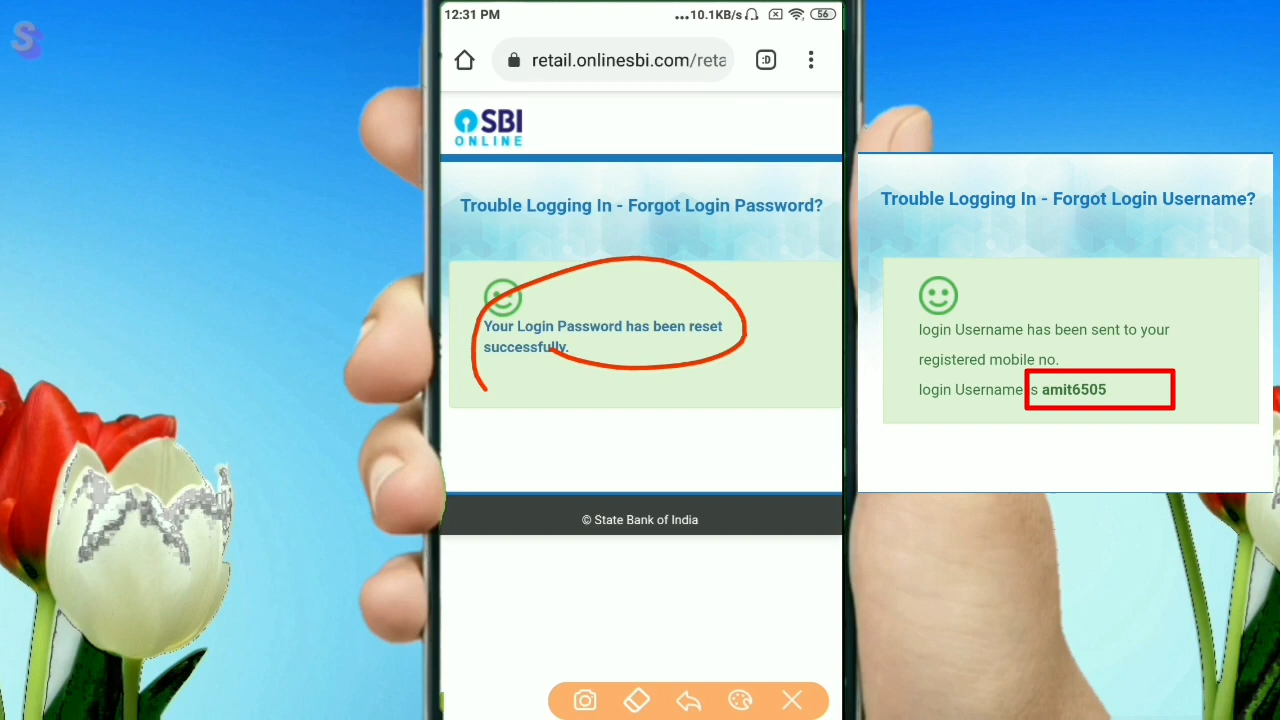 S
12:31 PM
...10.1KB/s
56
retail.onlinesbi.com/reta
:D
SBI
ONLINE
Trouble Logging In - Forgot Login Password?
Your Login Password has been reset
successfully.
© State Bank of India
Trouble Logging In - Forgot Login Username?
login Username has been sent to your
registered mobile no.
login Username is amit6505